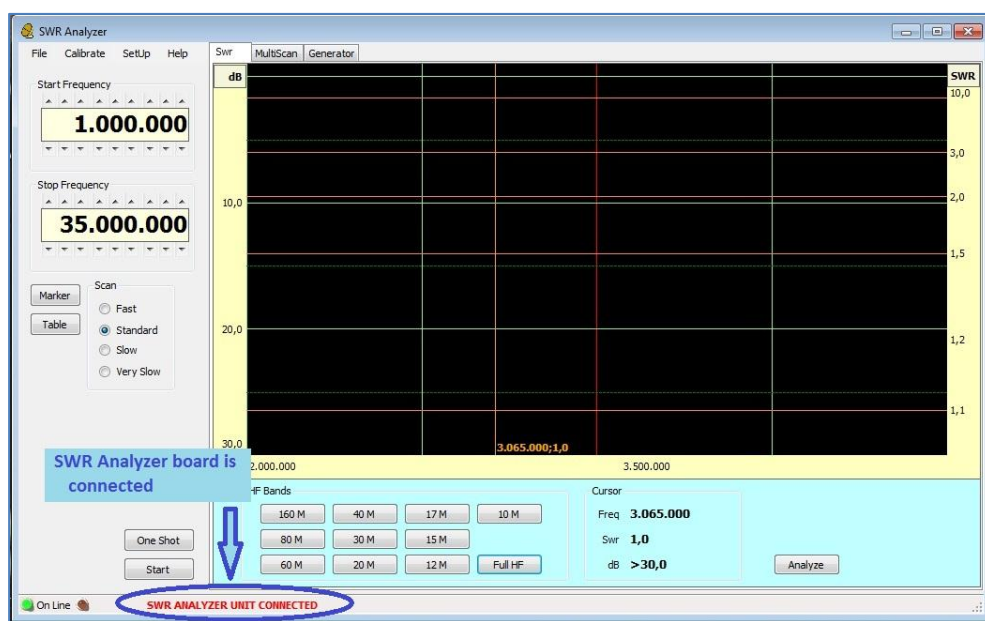 SWR Analyzer
File Calibrate SetUp Help
Swr MultiScan Generator
Start Frequency
1.000.000
Stop Frequency
35.000.000
Marker
Table
Scan
Fast
Standard
Slow
Very Slow
dB
10,0
20,0
30,0
SWR
10,0
3,0
2,0
1,5
1,2
1,1
3.065.000;1,0
2.000.000 3.500.000
SWR Analyzer board is
connected
HF Bands
160 M 40 M 17 M 10 M
80 M 30 M 15 M
60 M 20 M 12 M Full HF
Cursor
Freq 3.065.000
Swr 1,0
dB >30,0
Analyze
One Shot
Start
On Line SWR ANALYZER UNIT CONNECTED